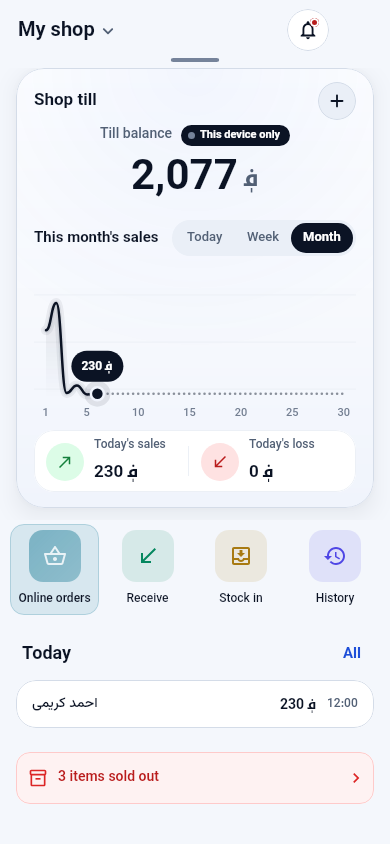 My shop
Shop till
Till balance This device only
2,077 ؋
This month's sales Today Week Month
230 ؋
1 5 10 15 20 25 30
Today's sales Today's loss
230 ؋ 0 ؋
Online orders Receive Stock in History
Today All
احمد کریمی 230 ؋ 12:00
3 items sold out